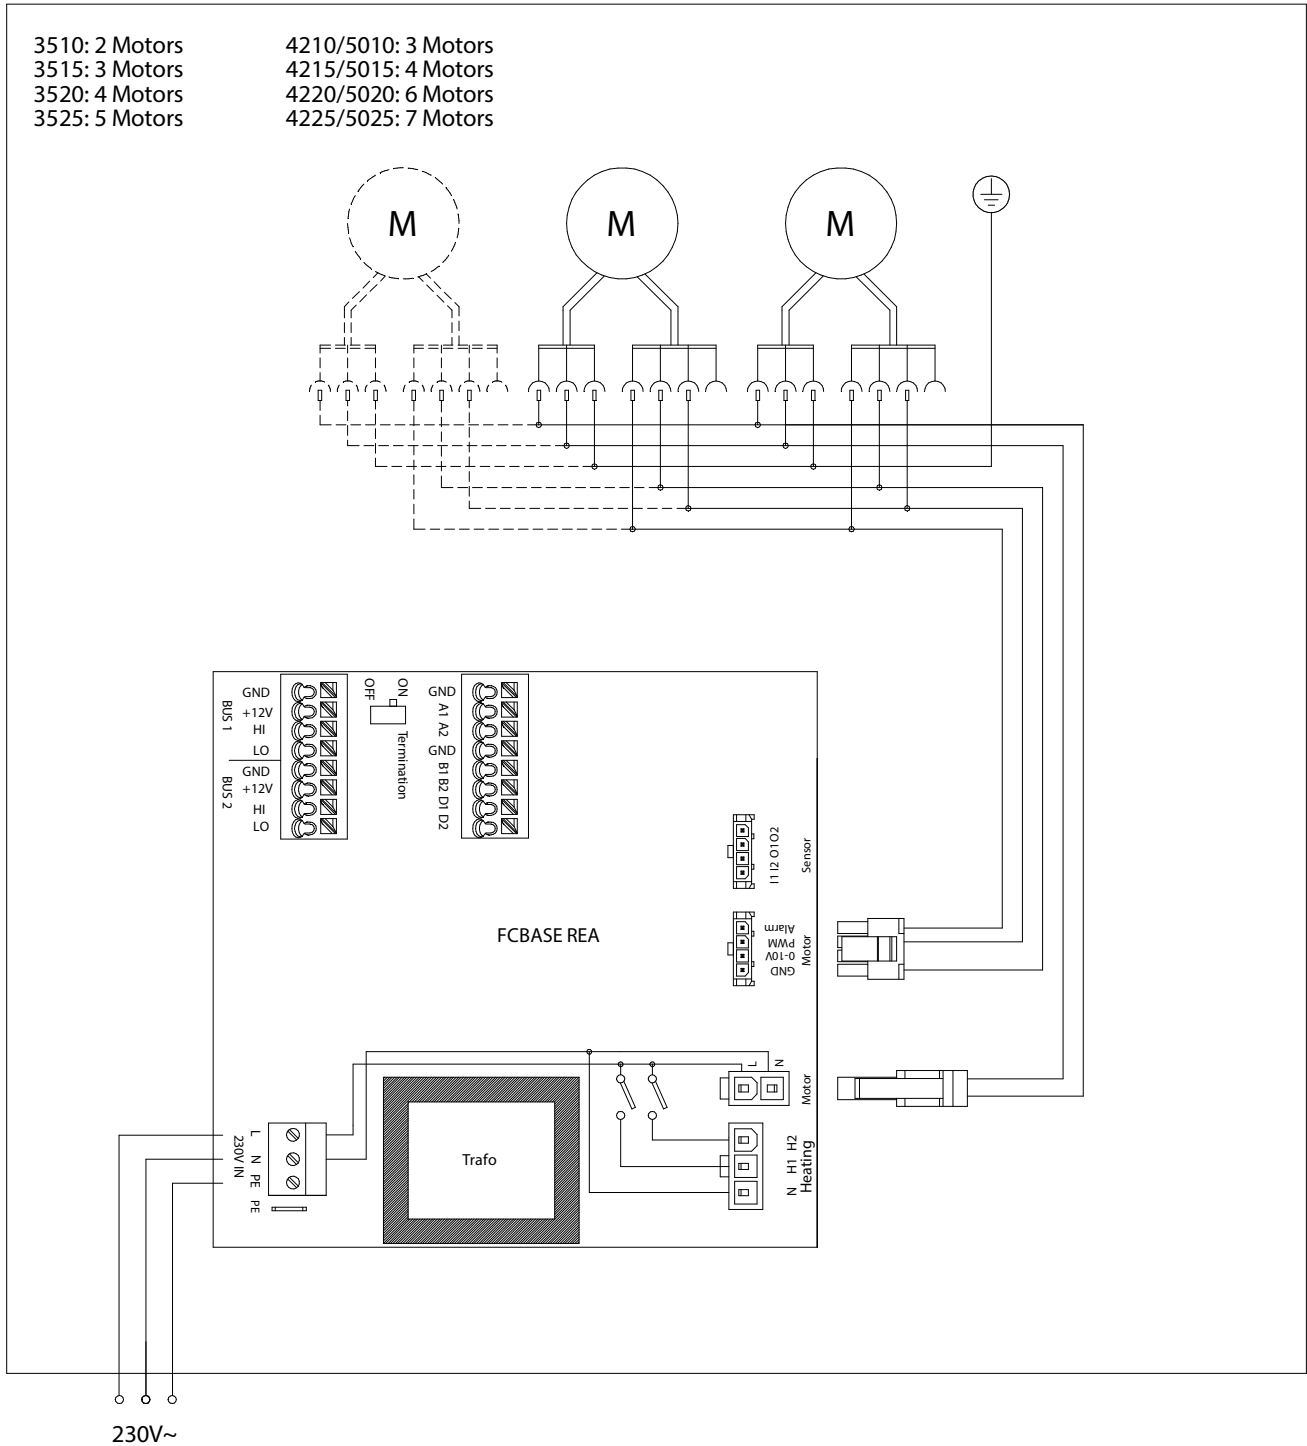 3510: 2 Motors
3515: 3 Motors
3520: 4 Motors
3525: 5 Motors
4210/5010: 3 Motors
4215/5015: 4 Motors
4220/5020: 6 Motors
4225/5025: 7 Motors
M
M
M
BUS 1
GND
+12V
HI
LO
BUS 2
GND
+12V
HI
LO
OFF
ON
Termination
GND
A1 A2
GND
B1 B2 D1 D2
I1 I2 O1O2
Sensor
FCBASE REA
Alarm
PWM
0-10V
GND
Motor
L
N
Motor
230V IN
L
N
PE
PE
Trafo
N H1 H2
Heating
230V~